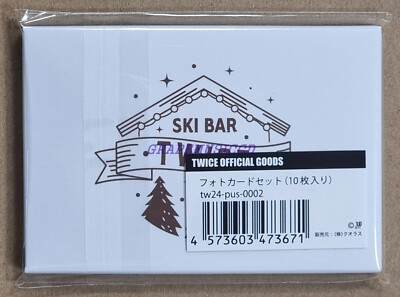 SKI BAR
TWICE OFFICIAL GOODS
フォトカードセット（10枚入り）
tw24-pus-0002
4 573603 473671
販売元：（株）クオラス